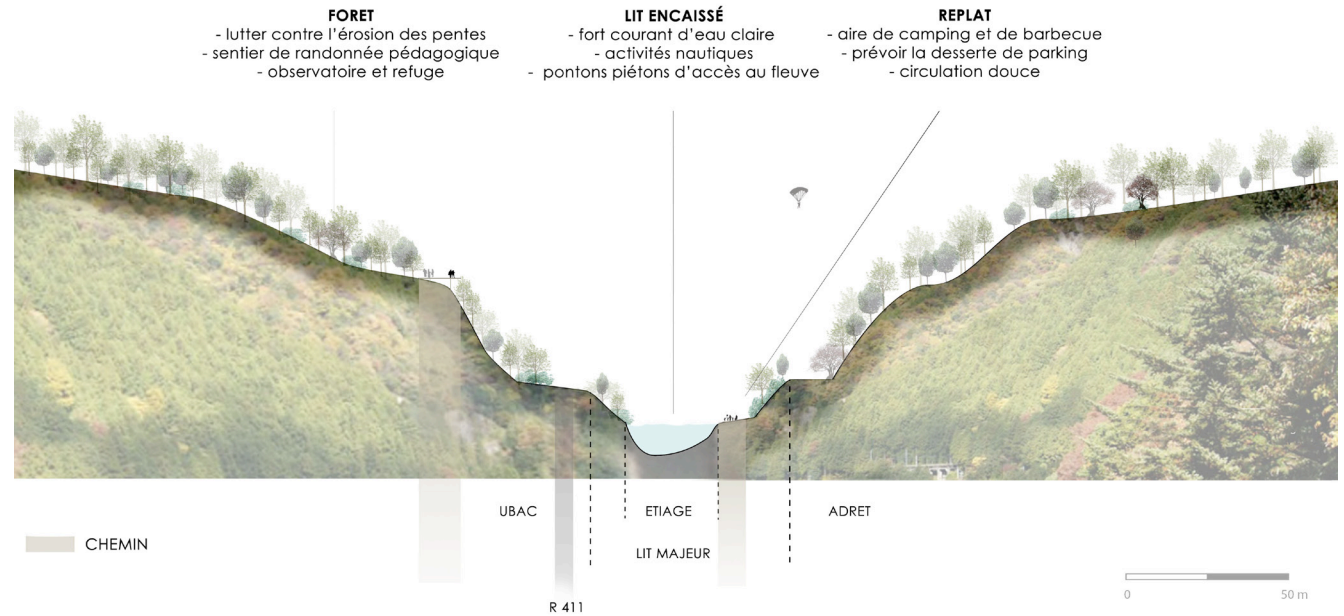 FORET
- lutter contre l'érosion des pentes
- sentier de randonnée pédagogique
- observatoire et refuge
LIT ENCAISSÉ
- fort courant d'eau claire
- activités nautiques
- pontons piétons d'accès au fleuve
REPLAT
- aire de camping et de barbecue
- prévoir la desserte de parking
- circulation douce
UBAC
ETIAGE
ADRET
CHEMIN
LIT MAJEUR
R 411
0
50 m